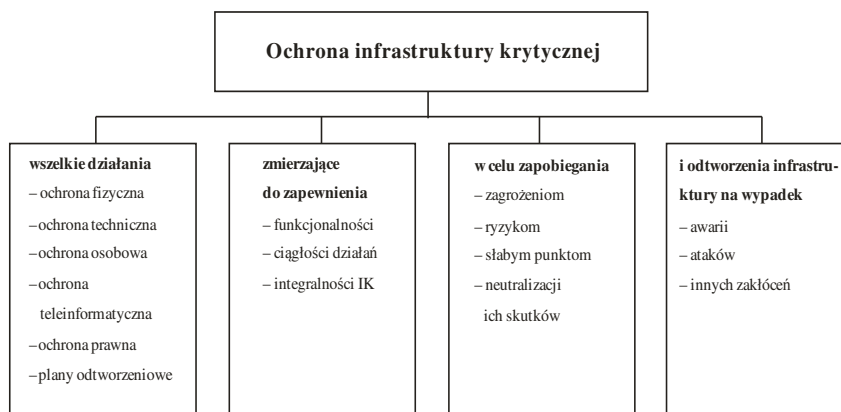 Ochrona infrastruktury krytycznej
wszelkie działania
– ochrona fizyczna
– ochrona techniczna
– ochrona osobowa
– ochrona
teleinformatyczna
– ochrona prawna
– plany odtworzeniowe
zmierzające
do zapewnienia
– funkcjonalności
– ciągłości działań
– integralności IK
w celu zapobiegania
– zagrożeniom
– ryzykom
– słabym punktom
– neutralizacji
ich skutków
i odtworzenia infrastru-
ktury na wypadek
– awarii
– ataków
– innych zakłóceń